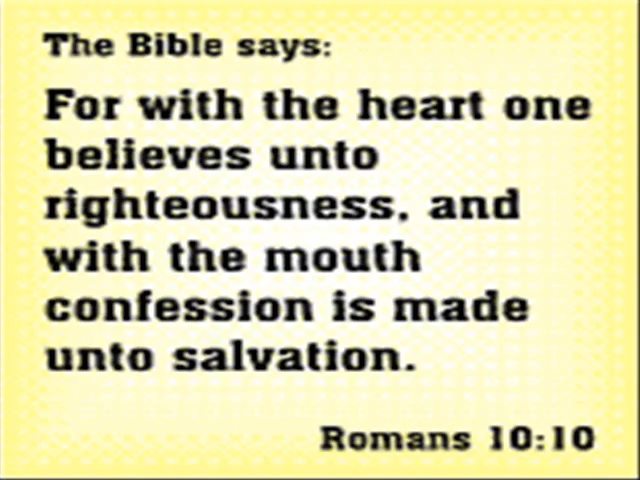 The Bible says:
For with the heart one
believes unto
righteousness, and
with the mouth
confession is made
unto salvation.
Romans 10:10